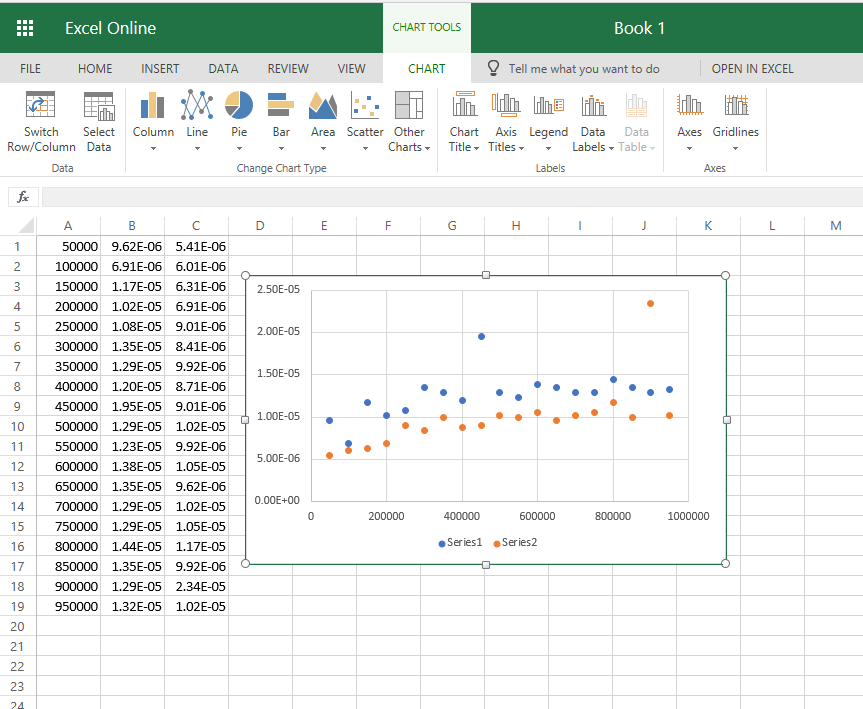 Excel Online CHART TOOLS Book 1
FILE HOME INSERT DATA REVIEW VIEW CHART Tell me what you want to do OPEN IN EXCEL
Switch Row/Column Select Data Column Line Pie Bar Area Scatter Other Charts Chart Title Axis Titles Legend Data Labels Data Table Axes Gridlines
Data Change Chart Type Labels Axes
fx
A B C D E F G H I J K L M
1 50000 9.62E-06 5.41E-06
2 100000 6.91E-06 6.01E-06
3 150000 1.17E-05 6.31E-06
4 200000 1.02E-05 6.91E-06
5 250000 1.08E-05 9.01E-06
6 300000 1.35E-05 8.41E-06
7 350000 1.29E-05 9.92E-06
8 400000 1.20E-05 8.71E-06
9 450000 1.95E-05 9.01E-06
10 500000 1.29E-05 1.02E-05
11 550000 1.23E-05 9.92E-06
12 600000 1.38E-05 1.05E-05
13 650000 1.35E-05 9.62E-06
14 700000 1.29E-05 1.02E-05
15 750000 1.29E-05 1.05E-05
16 800000 1.44E-05 1.17E-05
17 850000 1.35E-05 9.92E-06
18 900000 1.29E-05 2.34E-05
19 950000 1.32E-05 1.02E-05
20
21
22
23
24
2.50E-05
2.00E-05
1.50E-05
1.00E-05
5.00E-06
0.00E+00
0 200000 400000 600000 800000 1000000
Series1 Series2